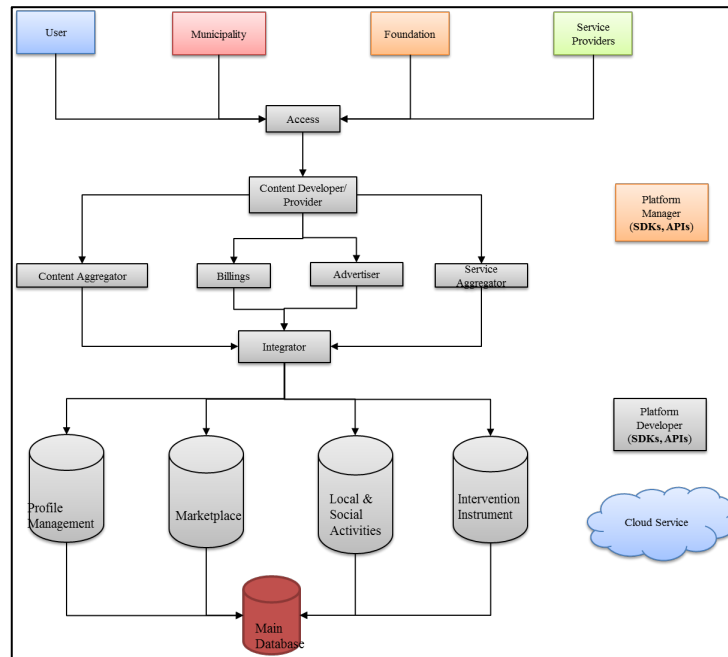 User
Municipality
Foundation
Service
Providers
Access
Content Developer/
Provider
Platform
Manager
(SDKs, APIs)
Content Aggregator
Billings
Advertiser
Service
Aggregator
Integrator
Platform
Developer
(SDKs, APIs)
Profile
Management
Marketplace
Local &
Social
Activities
Intervention
Instrument
Cloud Service
Main
Database